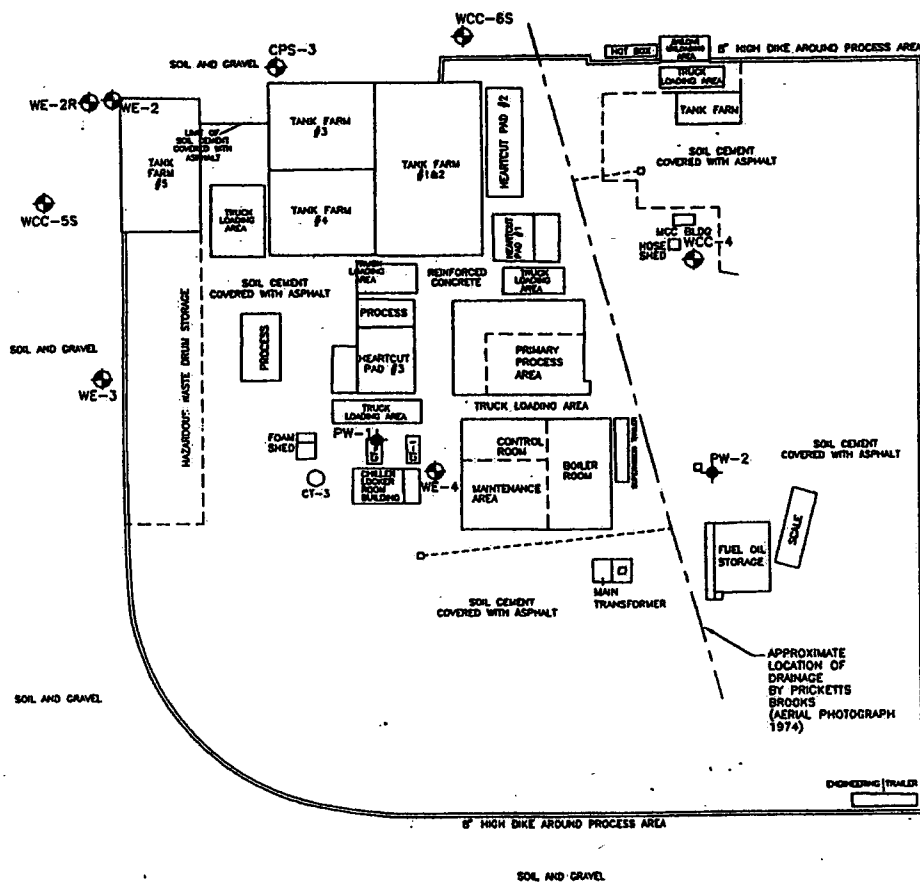 WCC-6S
CPS-3
SOIL AND GRAVEL
HOT BOX
UNLOADING
AREA
8" HIGH DIKE AROUND PROCESS AREA
TRUCK
LOADING AREA
WE-2R
WE-2
TANK FARM
#3
TANK FARM
#1&2
HEARTCUT PAD #2
TANK FARM
LIMIT OF
SOIL CEMENT
COVERED WITH
ASPHALT
TANK
FARM
#5
SOIL CEMENT
COVERED WITH ASPHALT
WCC-5S
TRUCK
LOADING
AREA
TANK FARM
#4
HEARTCUT
PAD #1
MCC BLDG
HOSE
SHED
WCC-4
TRUCK
LOADING
AREA
REINFORCED
CONCRETE
TRUCK
LOADING
AREA
SOIL CEMENT
COVERED WITH ASPHALT
HAZARDOUS WASTE DRUM STORAGE
SOIL AND GRAVEL
PROCESS
PROCESS
HEARTCUT
PAD #3
PRIMARY
PROCESS
AREA
WE-3
TRUCK
LOADING AREA
TRUCK LOADING AREA
PW-1
FOAM
SHED
CT-3
CHILLER
LOCKER
ROOM
BUILDING
WE-4
CONTROL
ROOM
MAINTENANCE
AREA
BOILER
ROOM
TRAILER
SOIL CEMENT
COVERED WITH ASPHALT
PW-2
FUEL OIL
STORAGE
SCALE
MAIN
TRANSFORMER
SOIL CEMENT
COVERED WITH ASPHALT
APPROXIMATE
LOCATION OF
DRAINAGE
BY PRICKETTS
BROOKS
(AERIAL PHOTOGRAPH
1974)
SOIL AND GRAVEL
ENGINEERING TRAILER
8" HIGH DIKE AROUND PROCESS AREA
SOIL AND GRAVEL